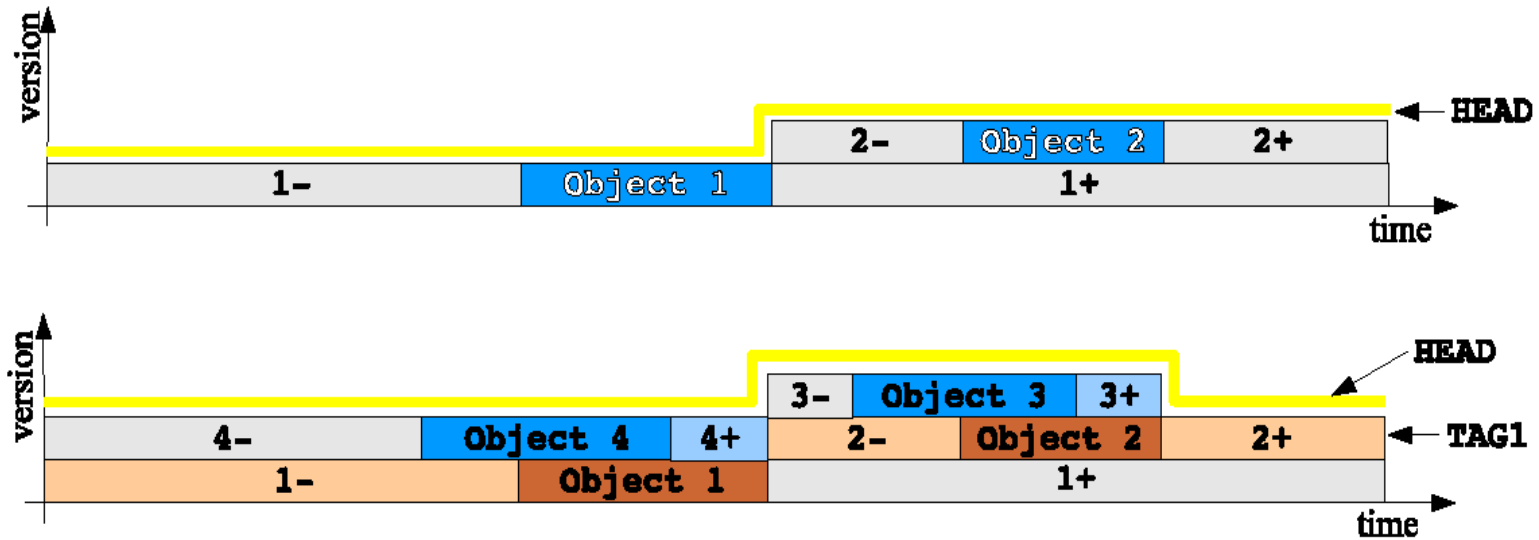 version
HEAD
2- Object 2 2+
1- Object 1 1+
time
version
HEAD
3- Object 3 3+
4- Object 4 4+ 2- Object 2 2+ TAG1
1- Object 1 1+
time